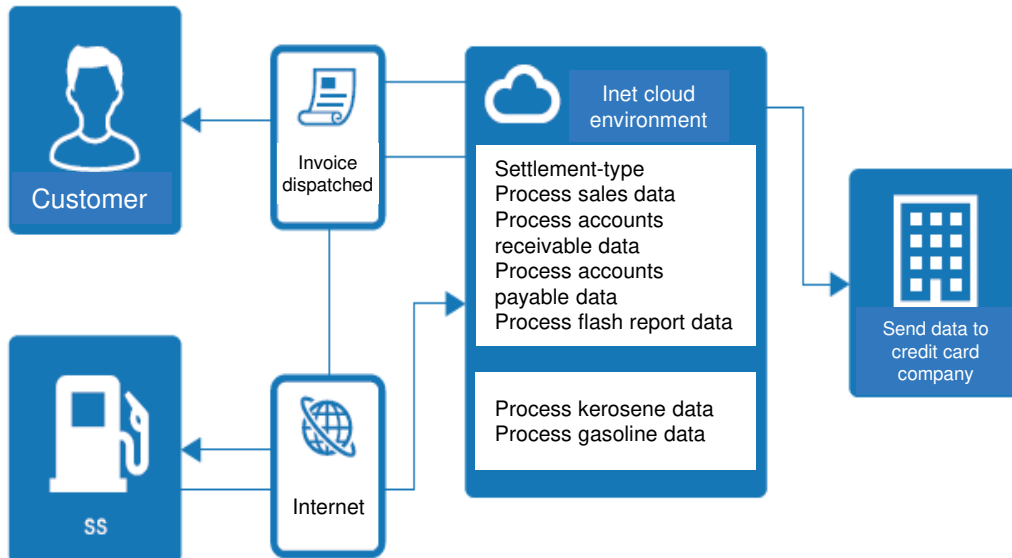 Customer
Invoice
dispatched
Inet cloud
environment
Settlement-type
Process sales data
Process accounts
receivable data
Process accounts
payable data
Process flash report data
Process kerosene data
Process gasoline data
Send data to
credit card
company
SS
Internet